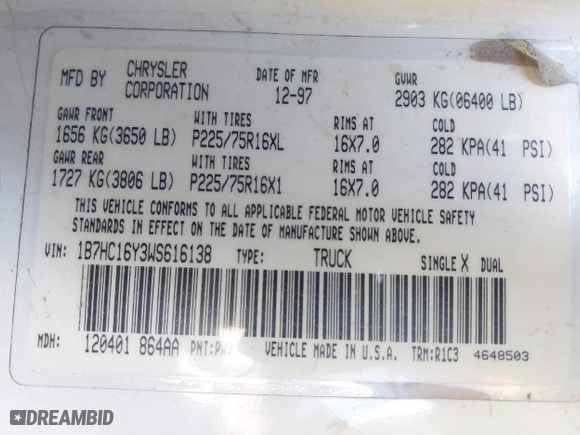 MFD BY CHRYSLER CORPORATION DATE OF MFR 12-97 GVWR 2903 KG(06400 LB)
GAWR FRONT WITH TIRES RIMS AT COLD
1656 KG(3650 LB) P225/75R16XL 16X7.0 282 KPA(41 PSI)
GAWR REAR WITH TIRES RIMS AT COLD
1727 KG(3806 LB) P225/75R16X1 16X7.0 282 KPA(41 PSI)
THIS VEHICLE CONFORMS TO ALL APPLICABLE FEDERAL MOTOR VEHICLE SAFETY
STANDARDS IN EFFECT ON THE DATE OF MANUFACTURE SHOWN ABOVE.
VIN: 1B7HC16Y3WS616138 TYPE: TRUCK SINGLE X DUAL
MDH: 120401 864AA PNT: VEHICLE MADE IN U.S.A. TRM:R1C3 4648503
DREAMBID